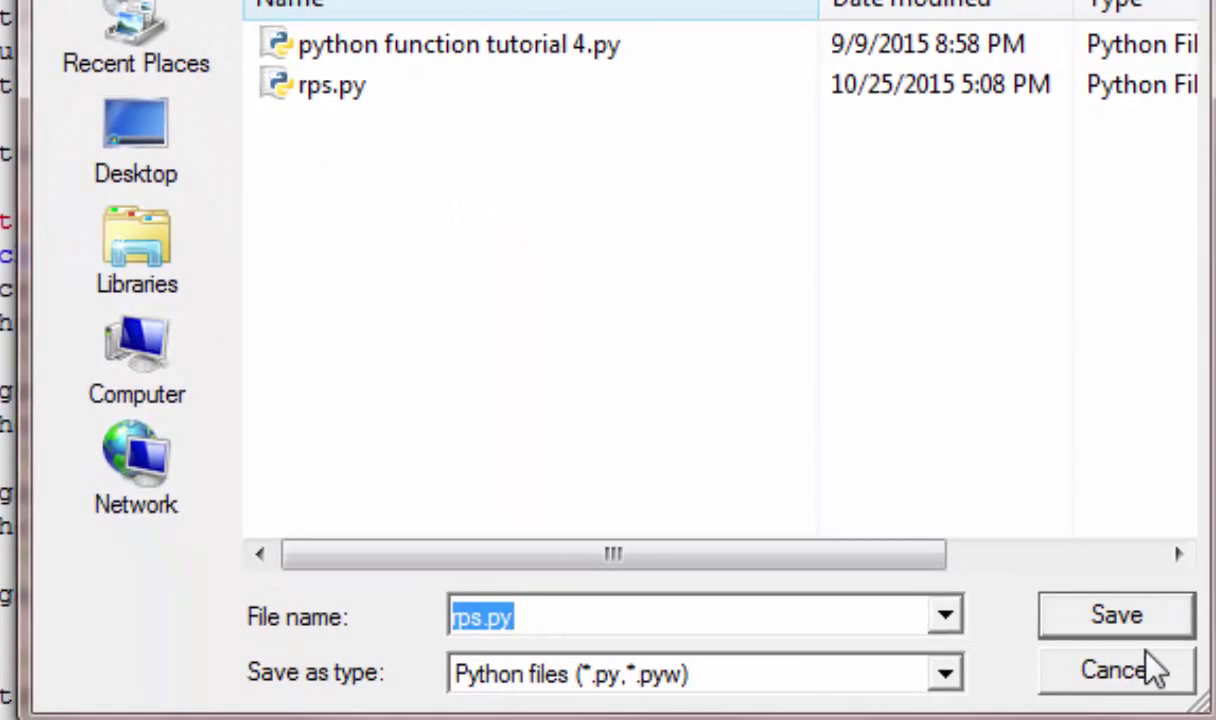 Name Date modified Type
python function tutorial 4.py 9/9/2015 8:58 PM Python Fil
rps.py 10/25/2015 5:08 PM Python Fil
Recent Places
Desktop
Libraries
Computer
Network
File name: rps.py Save
Save as type: Python files (*.py,*.pyw) Cancel